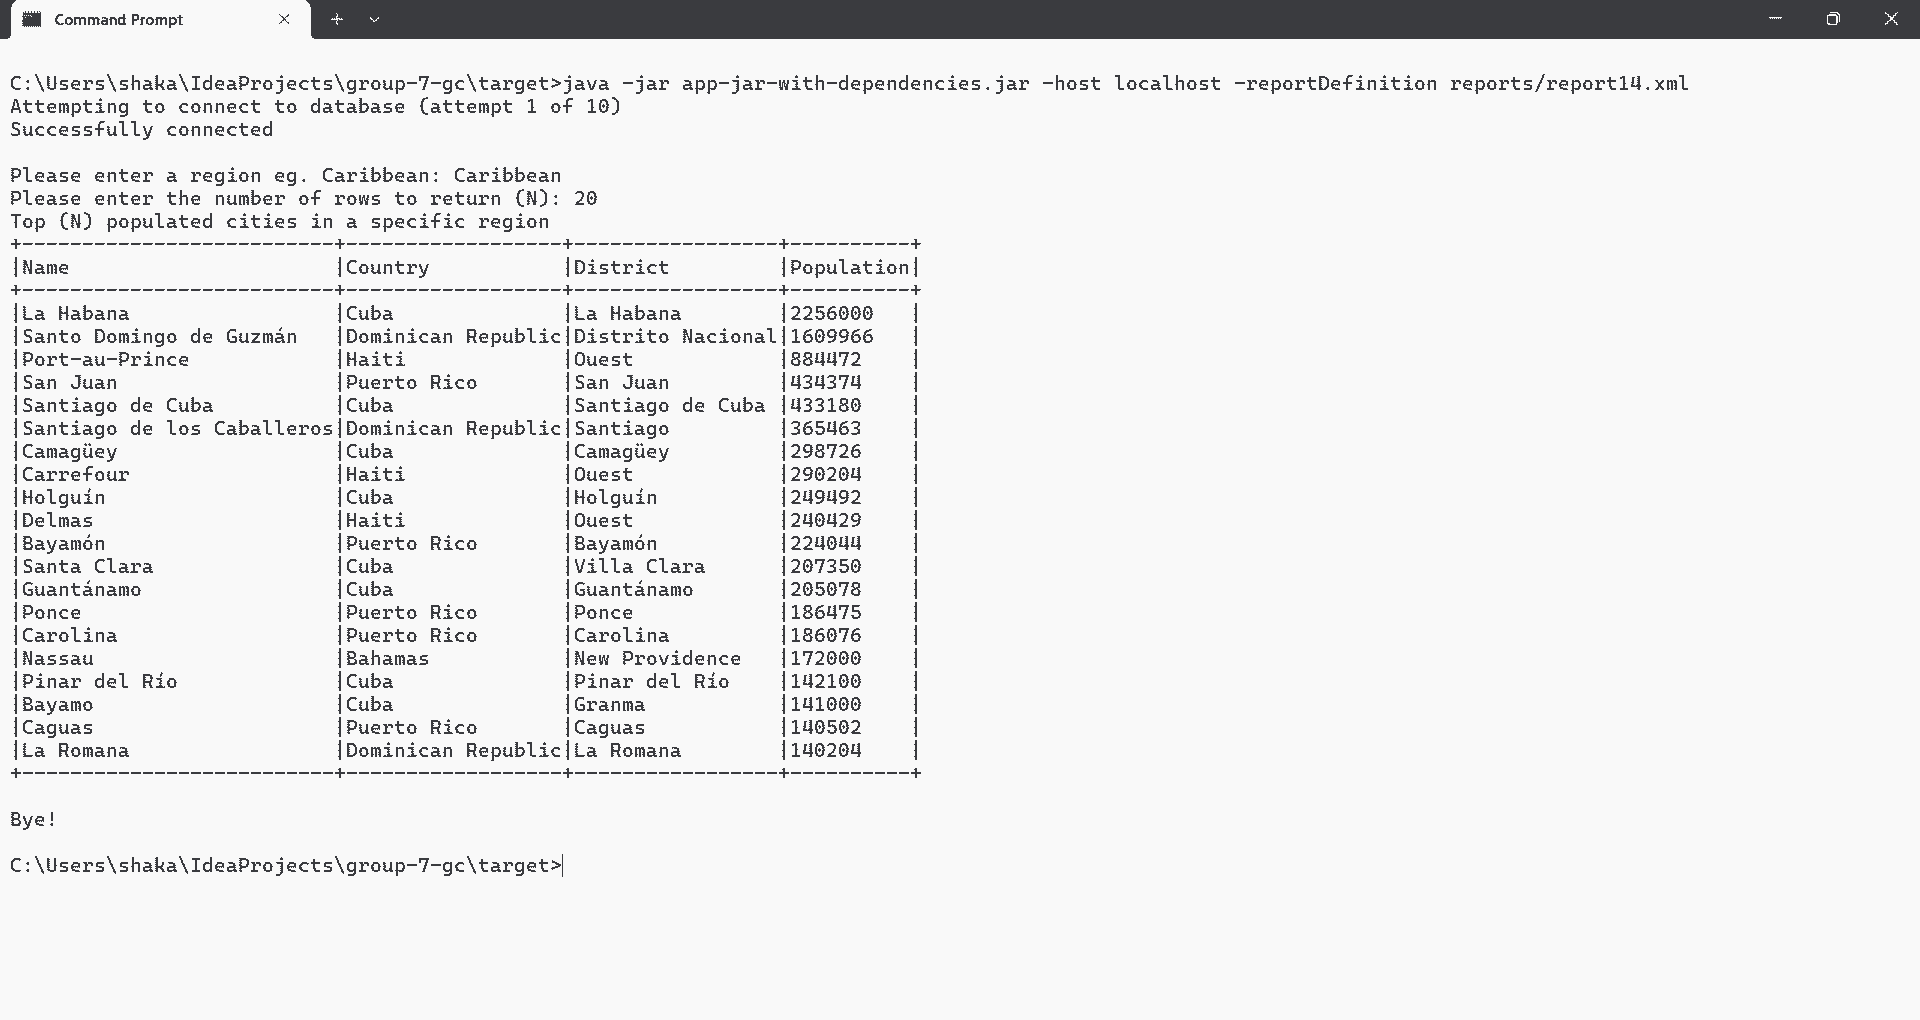 Command Prompt
C:\Users\shaka\IdeaProjects\group-7-gc\target>java -jar app-jar-with-dependencies.jar -host localhost -reportDefinition reports/report14.xml
Attempting to connect to database (attempt 1 of 10)
Successfully connected
Please enter a region eg. Caribbean: Caribbean
Please enter the number of rows to return (N): 20
Top (N) populated cities in a specific region
+--------------------------+------------------+-----------------+----------+
|Name                      |Country           |District         |Population|
+--------------------------+------------------+-----------------+----------+
|La Habana                 |Cuba              |La Habana        |2256000   |
|Santo Domingo de Guzmán   |Dominican Republic|Distrito Nacional|1609966   |
|Port-au-Prince            |Haiti             |Ouest            |884472    |
|San Juan                  |Puerto Rico       |San Juan         |434374    |
|Santiago de Cuba          |Cuba              |Santiago de Cuba |433180    |
|Santiago de los Caballeros|Dominican Republic|Santiago         |365463    |
|Camagüey                  |Cuba              |Camagüey         |298726    |
|Carrefour                 |Haiti             |Ouest            |290204    |
|Holguín                   |Cuba              |Holguín          |249492    |
|Delmas                    |Haiti             |Ouest            |240429    |
|Bayamón                   |Puerto Rico       |Bayamón          |224044    |
|Santa Clara               |Cuba              |Villa Clara      |207350    |
|Guantánamo                |Cuba              |Guantánamo       |205078    |
|Ponce                     |Puerto Rico       |Ponce            |186475    |
|Carolina                  |Puerto Rico       |Carolina         |186076    |
|Nassau                    |Bahamas           |New Providence   |172000    |
|Pinar del Río             |Cuba              |Pinar del Río    |142100    |
|Bayamo                    |Cuba              |Granma           |141000    |
|Caguas                    |Puerto Rico       |Caguas           |140502    |
|La Romana                 |Dominican Republic|La Romana        |140204    |
+--------------------------+------------------+-----------------+----------+
Bye!
C:\Users\shaka\IdeaProjects\group-7-gc\target>